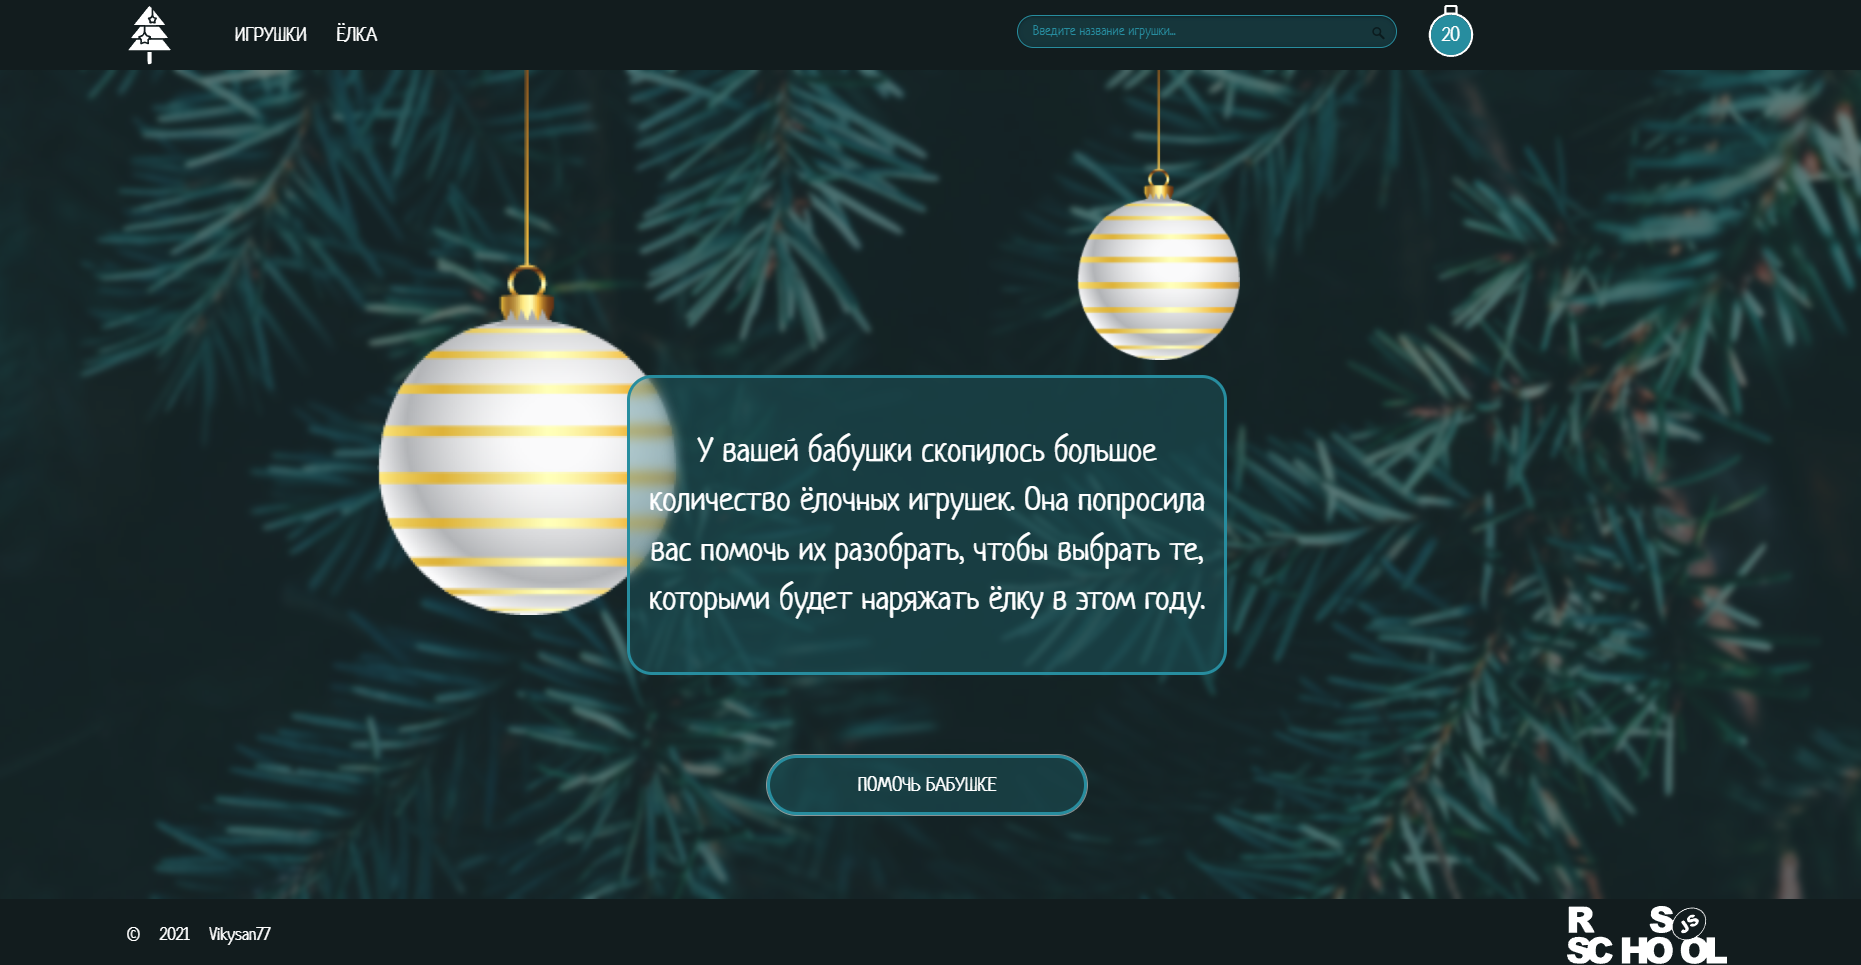 ИГРУШКИ ЁЛКА
Введите название игрушки...
20
У вашей бабушки скопилось большое
количество ёлочных игрушек. Она попросила
вас помочь их разобрать, чтобы выбрать те,
которыми будет наряжать ёлку в этом году.
ПОМОЧЬ БАБУШКЕ
© 2021 Vikysan77
R S JS
SCHOOL